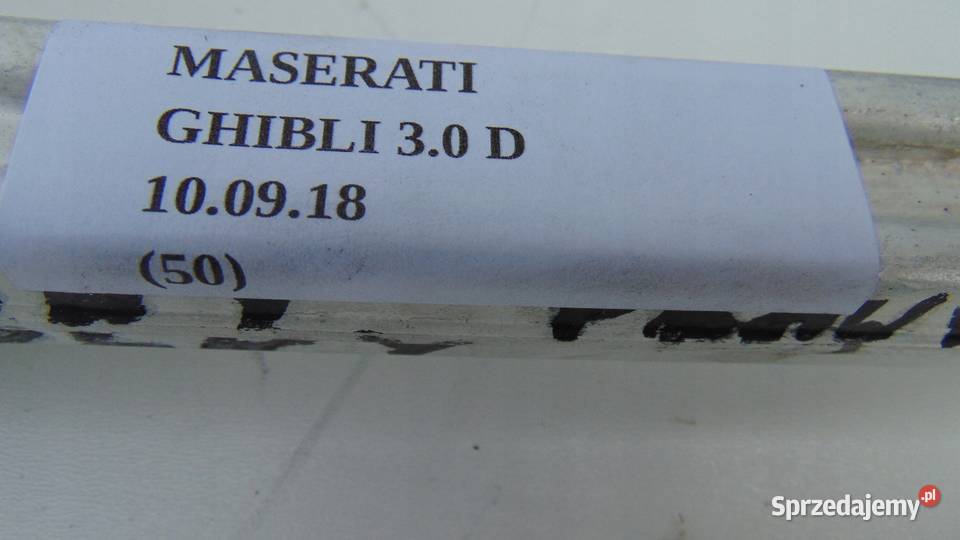 MASERATI
GHIBLI 3.0 D
10.09.18
(50)
Sprzedajemy.pl